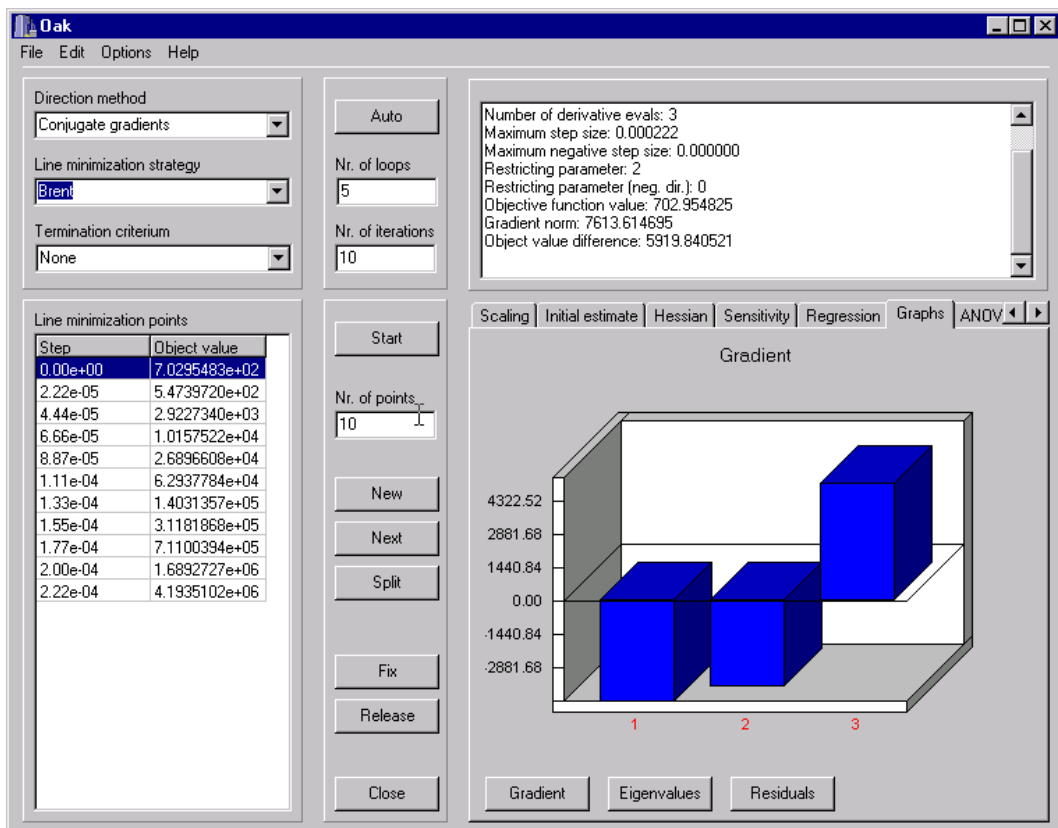 Oak
File Edit Options Help
Direction method
Conjugate gradients
Line minimization strategy
Brent
Termination criterium
None
Auto
Nr. of loops
5
Nr. of iterations
10
Number of derivative evals: 3
Maximum step size: 0.000222
Maximum negative step size: 0.000000
Restricting parameter: 2
Restricting parameter (neg. dir.): 0
Objective function value: 702.954825
Gradient norm: 7613.614695
Object value difference: 5919.840521
Line minimization points
Step Object value
0.00e+00 7.0295483e+02
2.22e-05 5.4739720e+02
4.44e-05 2.9227340e+03
6.66e-05 1.0157522e+04
8.87e-05 2.6896608e+04
1.11e-04 6.2937784e+04
1.33e-04 1.4031357e+05
1.55e-04 3.1181868e+05
1.77e-04 7.1100394e+05
2.00e-04 1.6892727e+06
2.22e-04 4.1935102e+06
Start
Nr. of points
10
New
Next
Split
Fix
Release
Close
Scaling Initial estimate Hessian Sensitivity Regression Graphs ANOV
Gradient
4322.52
2881.68
1440.84
0.00
-1440.84
-2881.68
1 2 3
Gradient Eigenvalues Residuals